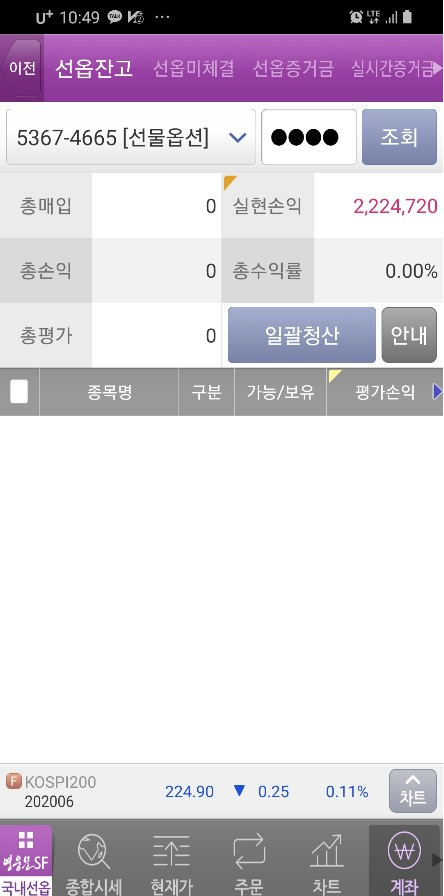 U+ 10:49 TALK ··· LTE
이전 선옵잔고 선옵미체결 선옵증거금 실시간증거금
5367-4665 [선물옵션] ●●●● 조회
총매입 0 실현손익 2,224,720
총손익 0 총수익률 0.00%
총평가 0 일괄청산 안내
종목명 구분 가능/보유 평가손익
F KOSPI200
202006 224.90 ▼ 0.25 0.11% 차트
영웅문SF
국내선옵 종합시세 현재가 주문 차트 계좌